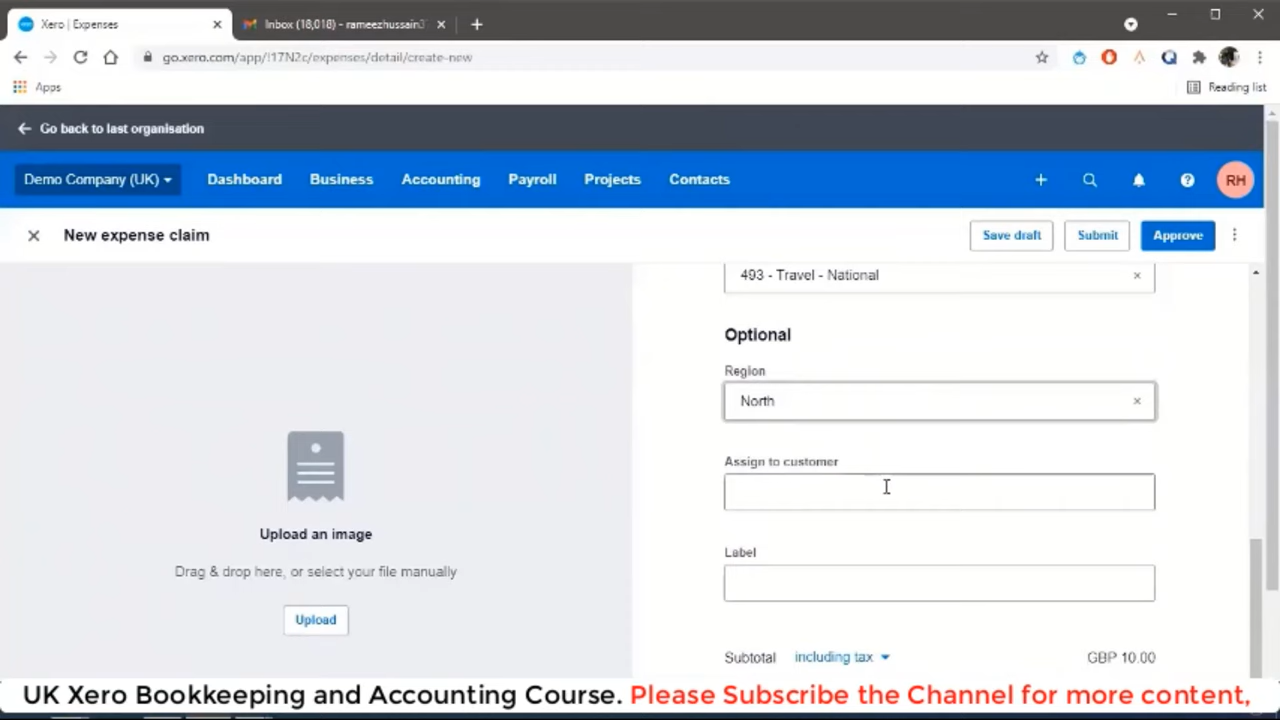 Xero | Expenses
Inbox (18,018) - rameezhussain3
go.xero.com/app/!17N2c/expenses/detail/create-new
Apps
Reading list
Go back to last organisation
Demo Company (UK)
Dashboard
Business
Accounting
Payroll
Projects
Contacts
RH
New expense claim
Save draft
Submit
Approve
493 - Travel - National
Optional
Region
North
Assign to customer
Label
Upload an image
Drag & drop here, or select your file manually
Upload
Subtotal including tax GBP 10.00
UK Xero Bookkeeping and Accounting Course. Please Subscribe the Channel for more content,